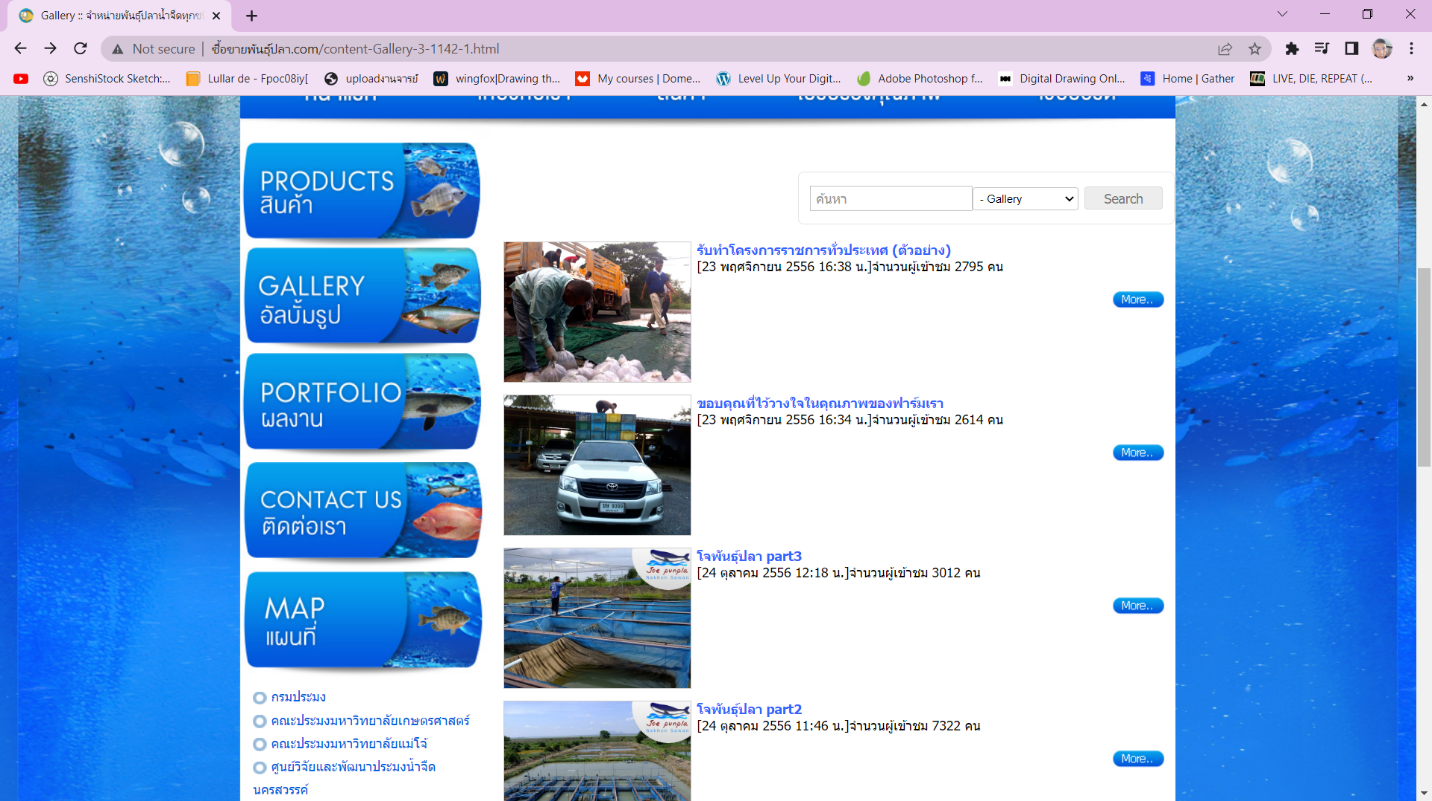 Gallery :: จำหน่ายพันธุ์ปลาน้ำจืดทุกช
Not secure | ซื้อขายพันธุ์ปลา.com/content-Gallery-3-1142-1.html
SenshiStock Sketch:... Lullar de - Fpoc08iy[ uploadงานจารย์ wingfox|Drawing th... My courses | Dome... Level Up Your Digit... Adobe Photoshop f... Digital Drawing Onl... Home | Gather LIVE, DIE, REPEAT (... »
PRODUCTS
สินค้า
GALLERY
อัลบั้มรูป
PORTFOLIO
ผลงาน
CONTACT US
ติดต่อเรา
MAP
แผนที่
กรมประมง
คณะประมงมหาวิทยาลัยเกษตรศาสตร์
คณะประมงมหาวิทยาลัยแม่โจ้
ศูนย์วิจัยและพัฒนาประมงน้ำจืด
นครสวรรค์
ค้นหา - Gallery Search
รับทำโครงการราชการทั่วประเทศ (ตัวอย่าง)
[23 พฤศจิกายน 2556 16:38 น.]จำนวนผู้เข้าชม 2795 คน
More..
ขอบคุณที่ไว้วางใจในคุณภาพของฟาร์มเรา
[23 พฤศจิกายน 2556 16:34 น.]จำนวนผู้เข้าชม 2614 คน
More..
Joe punpla
Nakhon Sawan
โจพันธุ์ปลา part3
[24 ตุลาคม 2556 12:18 น.]จำนวนผู้เข้าชม 3012 คน
More..
Joe punpla
Nakhon Sawan
โจพันธุ์ปลา part2
[24 ตุลาคม 2556 11:46 น.]จำนวนผู้เข้าชม 7322 คน
More..